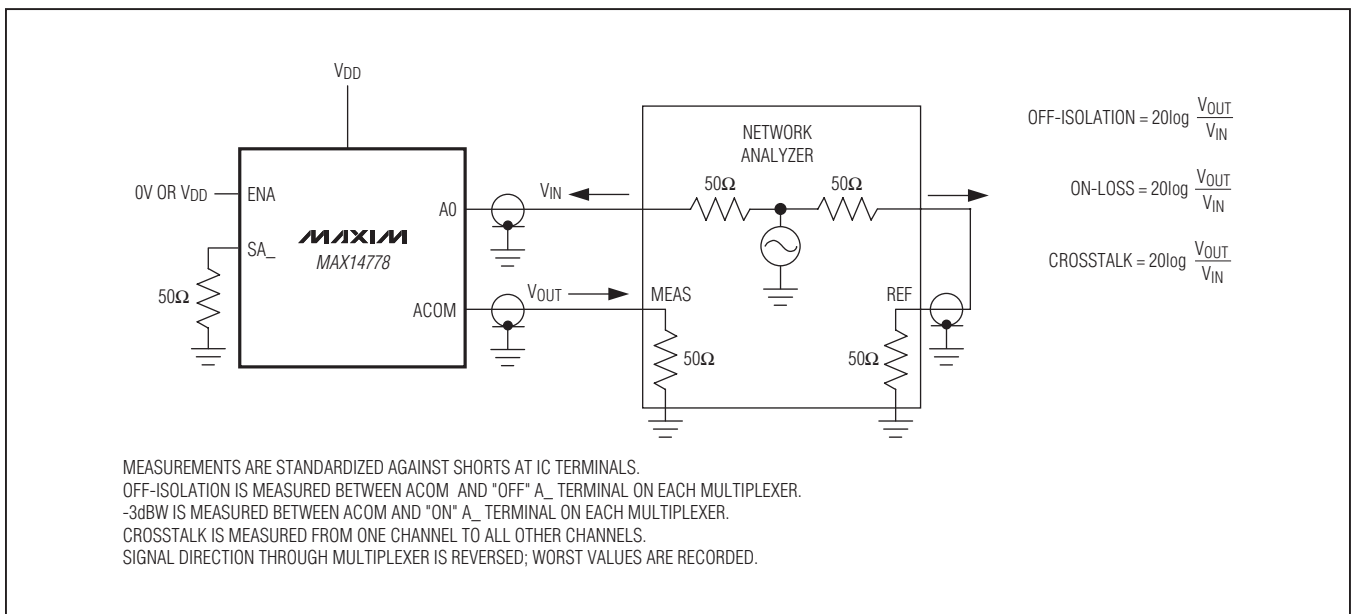 VDD
0V OR VDD
ENA
SA_
50Ω
MAXIM
MAX14778
A0
ACOM
VIN
VOUT
NETWORK
ANALYZER
50Ω
50Ω
MEAS
REF
50Ω
50Ω
OFF-ISOLATION = 20log VOUT
VIN
ON-LOSS = 20log VOUT
VIN
CROSSTALK = 20log VOUT
VIN
MEASUREMENTS ARE STANDARDIZED AGAINST SHORTS AT IC TERMINALS.
OFF-ISOLATION IS MEASURED BETWEEN ACOM AND "OFF" A_ TERMINAL ON EACH MULTIPLEXER.
-3dBW IS MEASURED BETWEEN ACOM AND "ON" A_ TERMINAL ON EACH MULTIPLEXER.
CROSSTALK IS MEASURED FROM ONE CHANNEL TO ALL OTHER CHANNELS.
SIGNAL DIRECTION THROUGH MULTIPLEXER IS REVERSED; WORST VALUES ARE RECORDED.